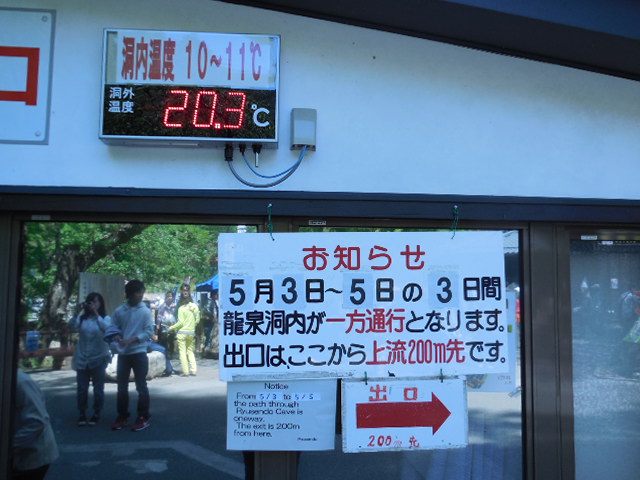 口
洞内温度 10～11℃
洞外
温度 20.3℃
お知らせ
5月3日～5日の3日間
龍泉洞内が一方通行となります。
出口は、ここから上流200m先です。
Notice
From 5/3 to 5/5
the path through
Ryusendo Cave is
oneway.
The exit is 200m
from here.
出口
200m先